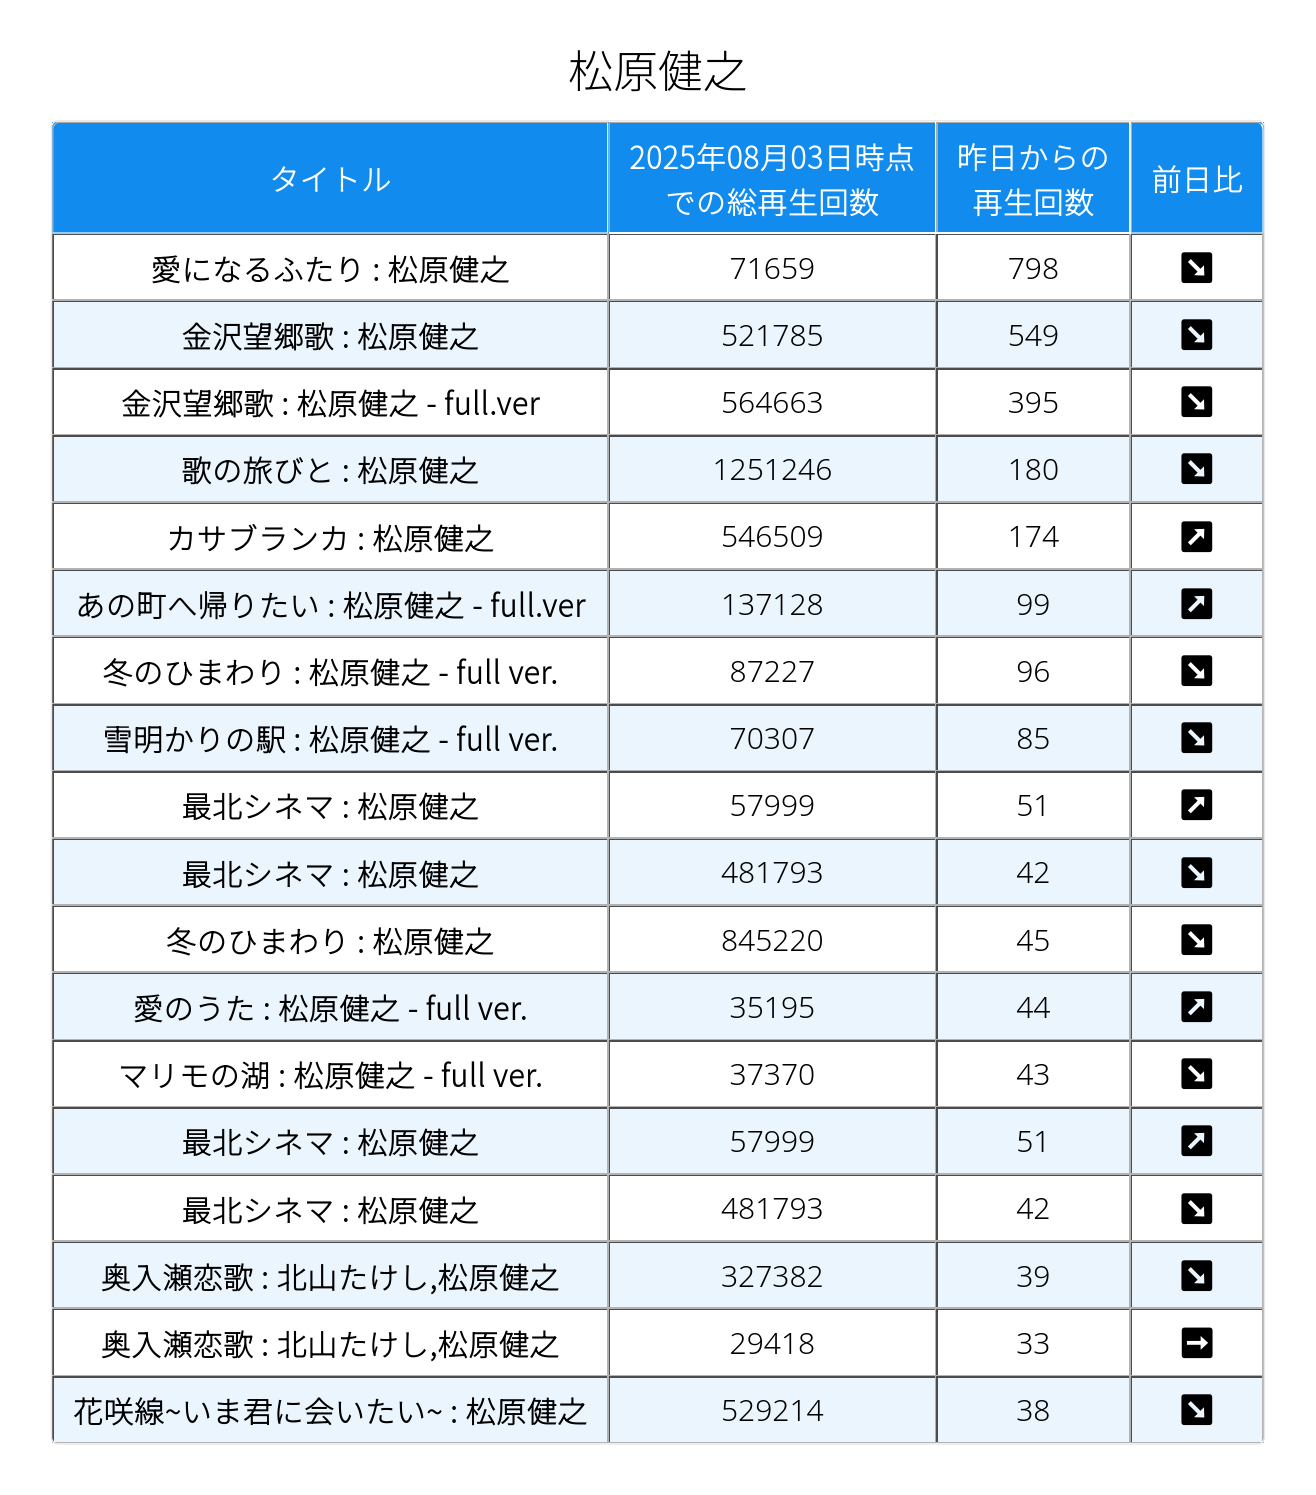 松原健之
タイトル 2025年08月03日時点での総再生回数 昨日からの再生回数 前日比
愛になるふたり : 松原健之 71659 798 ↘
金沢望郷歌 : 松原健之 521785 549 ↘
金沢望郷歌 : 松原健之 - full.ver 564663 395 ↘
歌の旅びと : 松原健之 1251246 180 ↘
カサブランカ : 松原健之 546509 174 ↗
あの町へ帰りたい : 松原健之 - full.ver 137128 99 ↗
冬のひまわり : 松原健之 - full ver. 87227 96 ↘
雪明かりの駅 : 松原健之 - full ver. 70307 85 ↘
最北シネマ : 松原健之 57999 51 ↗
最北シネマ : 松原健之 481793 42 ↘
冬のひまわり : 松原健之 845220 45 ↘
愛のうた : 松原健之 - full ver. 35195 44 ↗
マリモの湖 : 松原健之 - full ver. 37370 43 ↘
最北シネマ : 松原健之 57999 51 ↗
最北シネマ : 松原健之 481793 42 ↘
奥入瀬恋歌 : 北山たけし,松原健之 327382 39 ↘
奥入瀬恋歌 : 北山たけし,松原健之 29418 33 →
花咲線~いま君に会いたい~ : 松原健之 529214 38 ↘